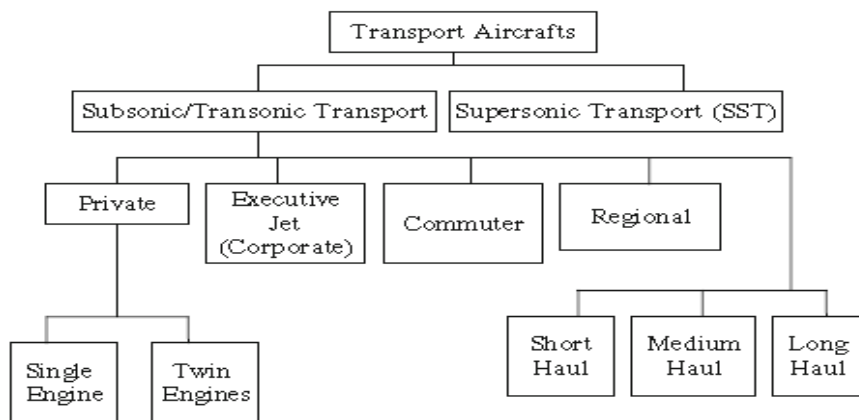 Transport Aircrafts
Subsonic/Transonic Transport
Supersonic Transport (SST)
Private
Executive
Jet
(Corporate)
Commuter
Regional
Single
Engine
Twin
Engines
Short
Haul
Medium
Haul
Long
Haul